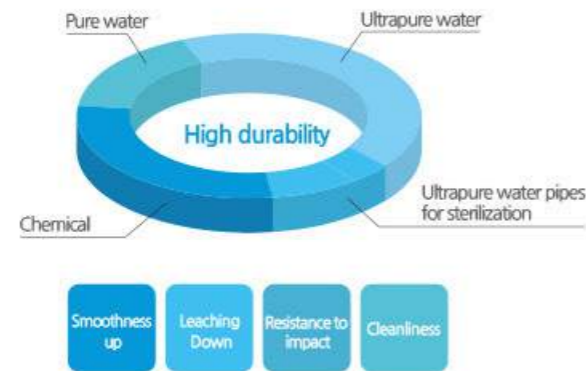 Pure water
Ultrapure water
High durability
Ultrapure water pipes
for sterilization
Chemical
Smoothness
up
Leaching
Down
Resistance to
impact
Cleanliness